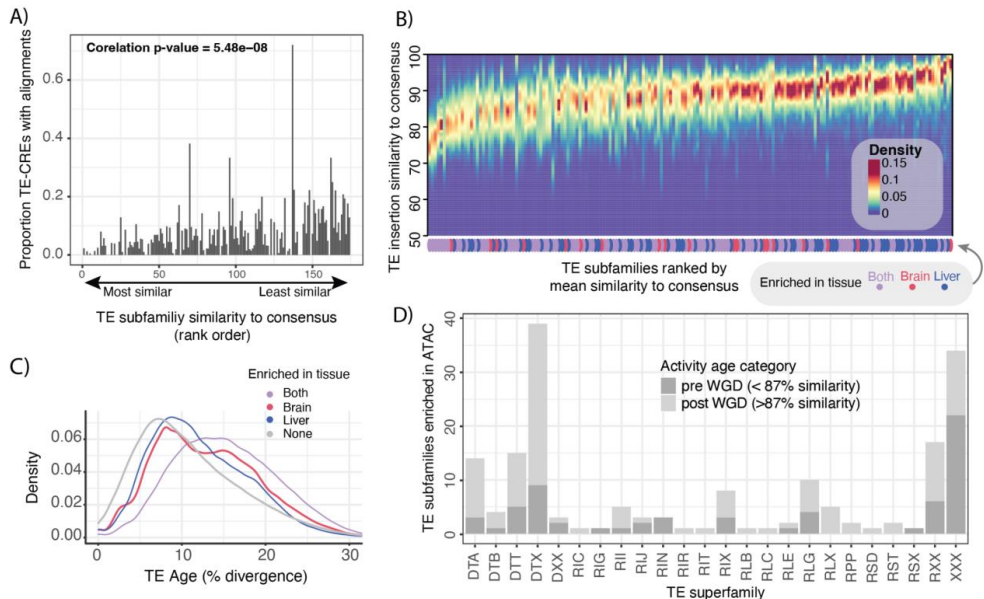 A)
Corelation p-value = 5.48e-08
Proportion TE-CREs with alignments
0.6
0.4
0.2
0.0
0 50 100 150
Most similar Least similar
TE subfamiliy similarity to consensus
(rank order)
B)
TE insertion similarity to consensus
100
90
80
70
60
50
Density
0.15
0.1
0.05
0
TE subfamilies ranked by
mean similarity to consensus
Enriched in tissue Both Brain Liver
C)
Enriched in tissue
Both
Brain
Liver
None
Density
0.06
0.04
0.02
0.00
0 10 20 30
TE Age (% divergence)
D)
TE subfamilies enriched in ATAC
40
30
20
10
0
Activity age category
pre WGD (< 87% similarity)
post WGD (>87% similarity)
DTA DTB DTT DTX DXX RIC RIG RII RIJ RIN RIR RIT RIX RLB RLC RLE RLG RLX RPP RSD RST RSX RXX XXX
TE superfamily